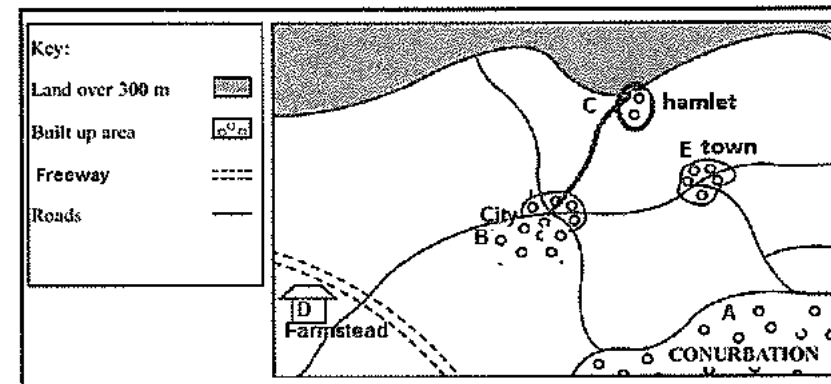 Key:
Land over 300 m
Built up area
Freeway
Roads
C
hamlet
E town
City
B
D
Farmstead
A
CONURBATION